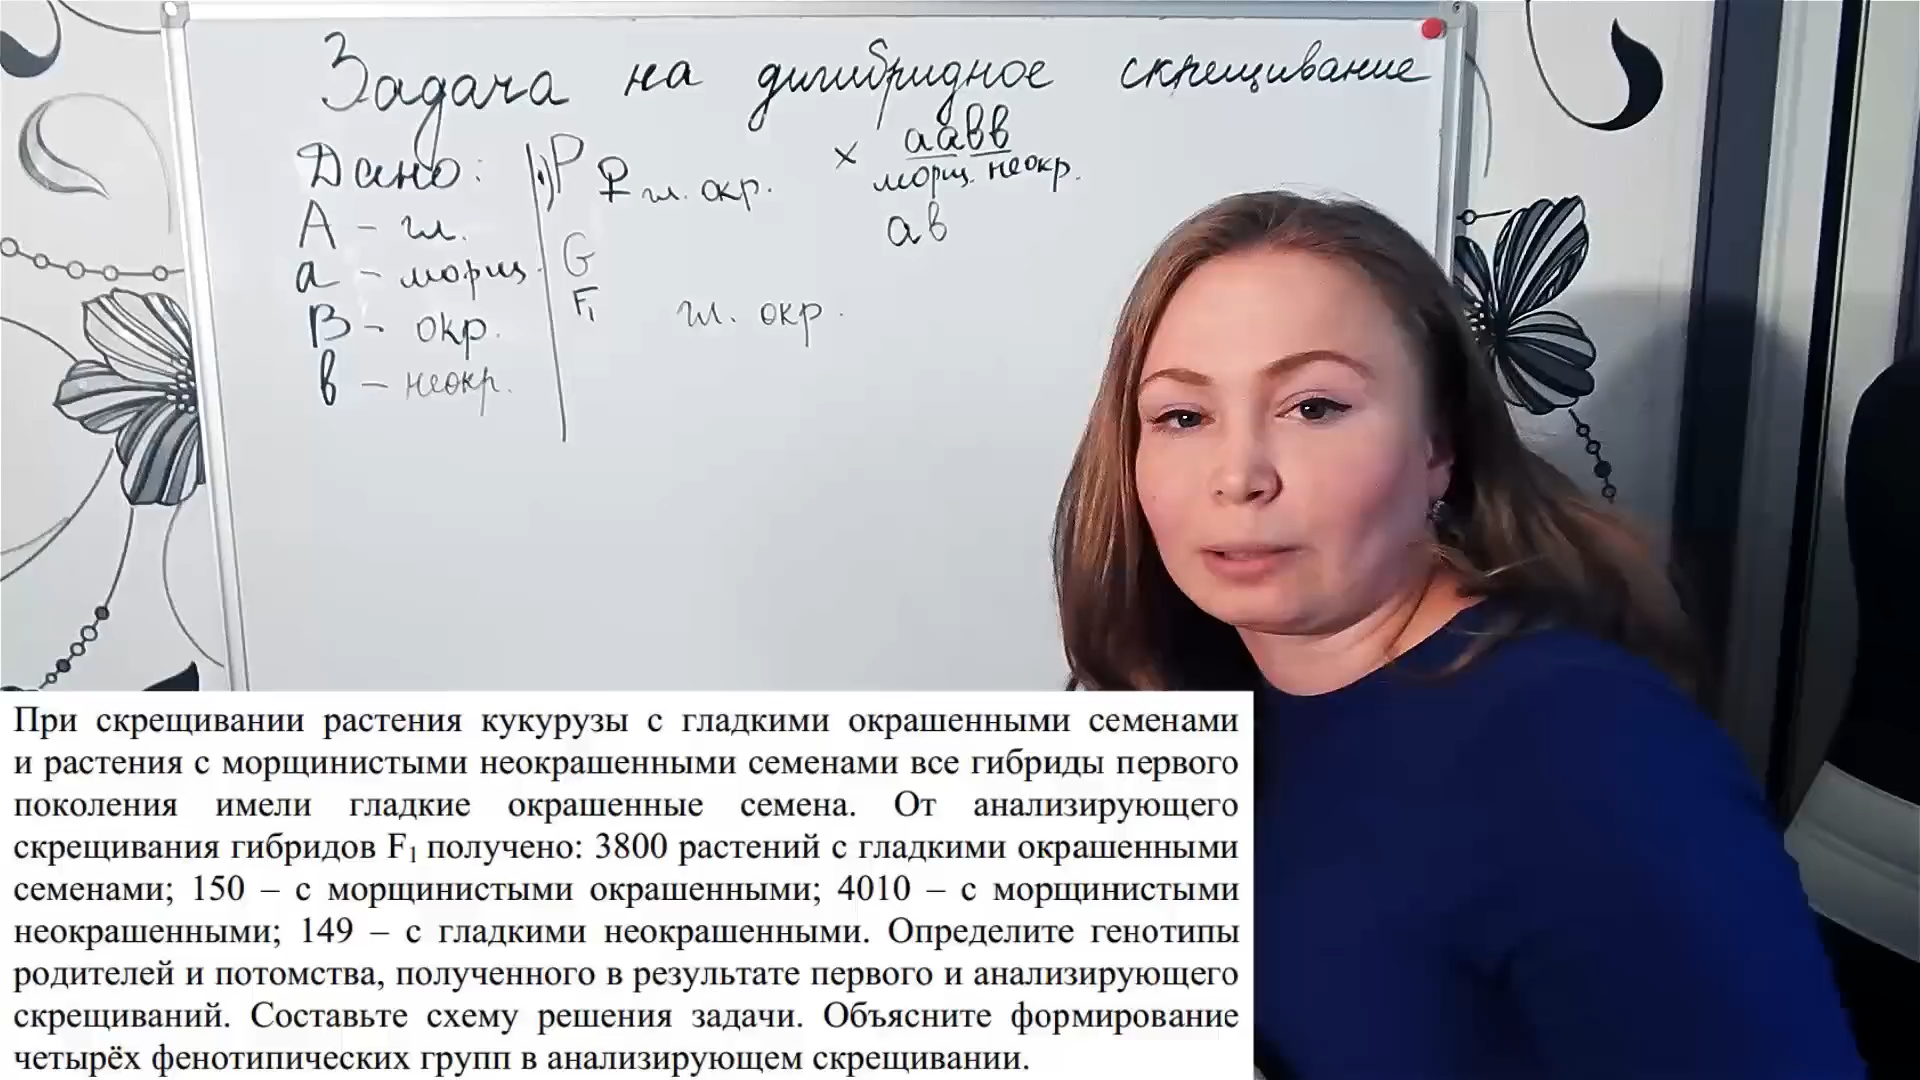 Задача на дигибридное скрещивание
Дано:
А - гл.
а - морщ.
В - окр.
в - неокр.
1) Р ♀ гл. окр. × аавв
морщ. неокр.
G ав
F₁ гл. окр.
При скрещивании растения кукурузы с гладкими окрашенными семенами
и растения с морщинистыми неокрашенными семенами все гибриды первого
поколения имели гладкие окрашенные семена. От анализирующего
скрещивания гибридов F₁ получено: 3800 растений с гладкими окрашенными
семенами; 150 – с морщинистыми окрашенными; 4010 – с морщинистыми
неокрашенными; 149 – с гладкими неокрашенными. Определите генотипы
родителей и потомства, полученного в результате первого и анализирующего
скрещиваний. Составьте схему решения задачи. Объясните формирование
четырёх фенотипических групп в анализирующем скрещивании.